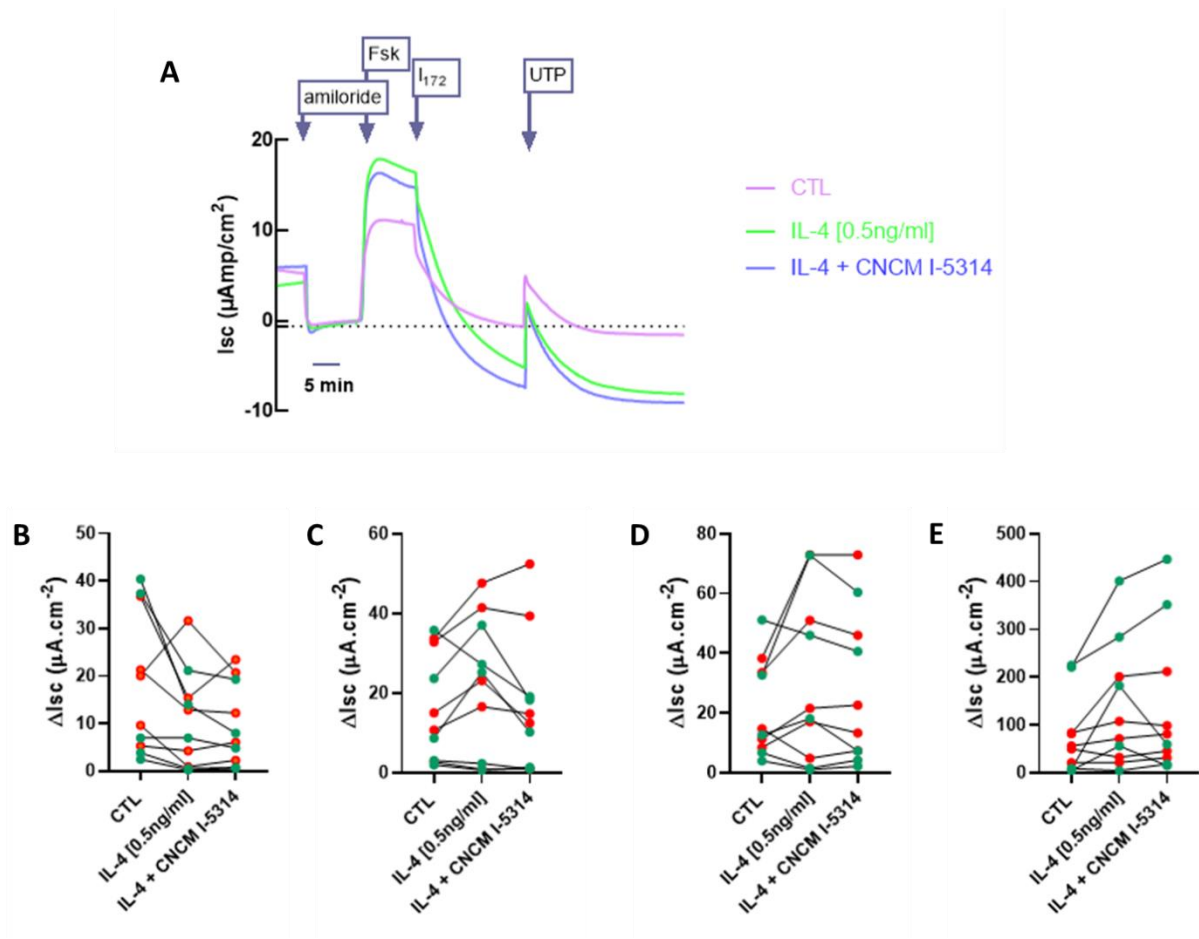 A
Fsk
I172
UTP
amiloride
20
10
0
-10
Isc (µAmp/cm2)
5 min
CTL
IL-4 [0.5ng/ml]
IL-4 + CNCM I-5314
B
50
40
30
20
10
0
ΔIsc (µA.cm-2)
CTL
IL-4 [0.5ng/ml]
IL-4 + CNCM I-5314
C
60
40
20
0
ΔIsc (µA.cm-2)
CTL
IL-4 [0.5ng/ml]
IL-4 + CNCM I-5314
D
80
60
40
20
0
ΔIsc (µA.cm-2)
CTL
IL-4 [0.5ng/ml]
IL-4 + CNCM I-5314
E
500
400
300
200
100
0
ΔIsc (µA.cm-2)
CTL
IL-4 [0.5ng/ml]
IL-4 + CNCM I-5314